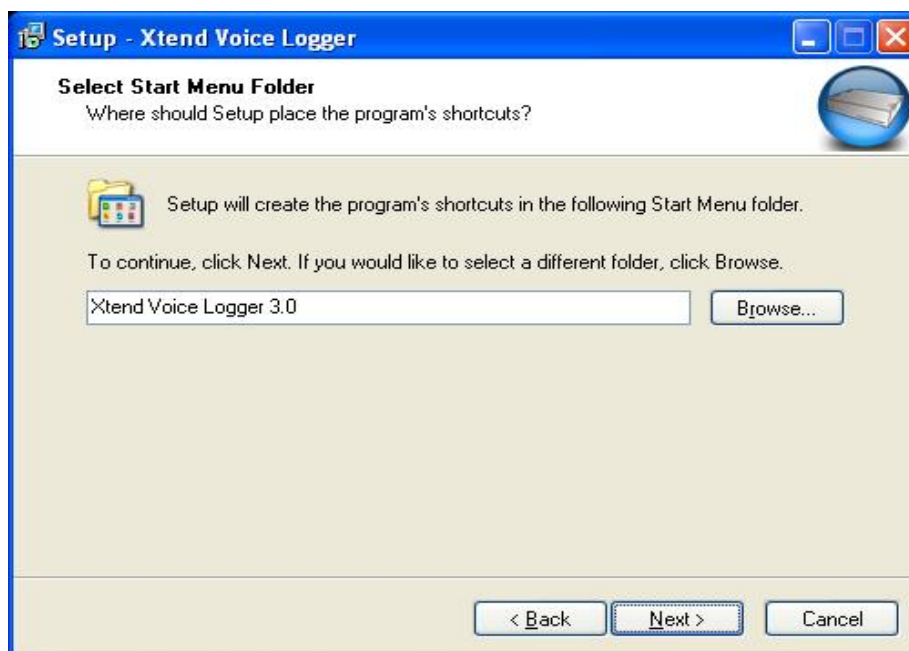 Setup - Xtend Voice Logger
Select Start Menu Folder
Where should Setup place the program's shortcuts?
Setup will create the program's shortcuts in the following Start Menu folder.
To continue, click Next. If you would like to select a different folder, click Browse.
Xtend Voice Logger 3.0
Browse...
< Back
Next >
Cancel